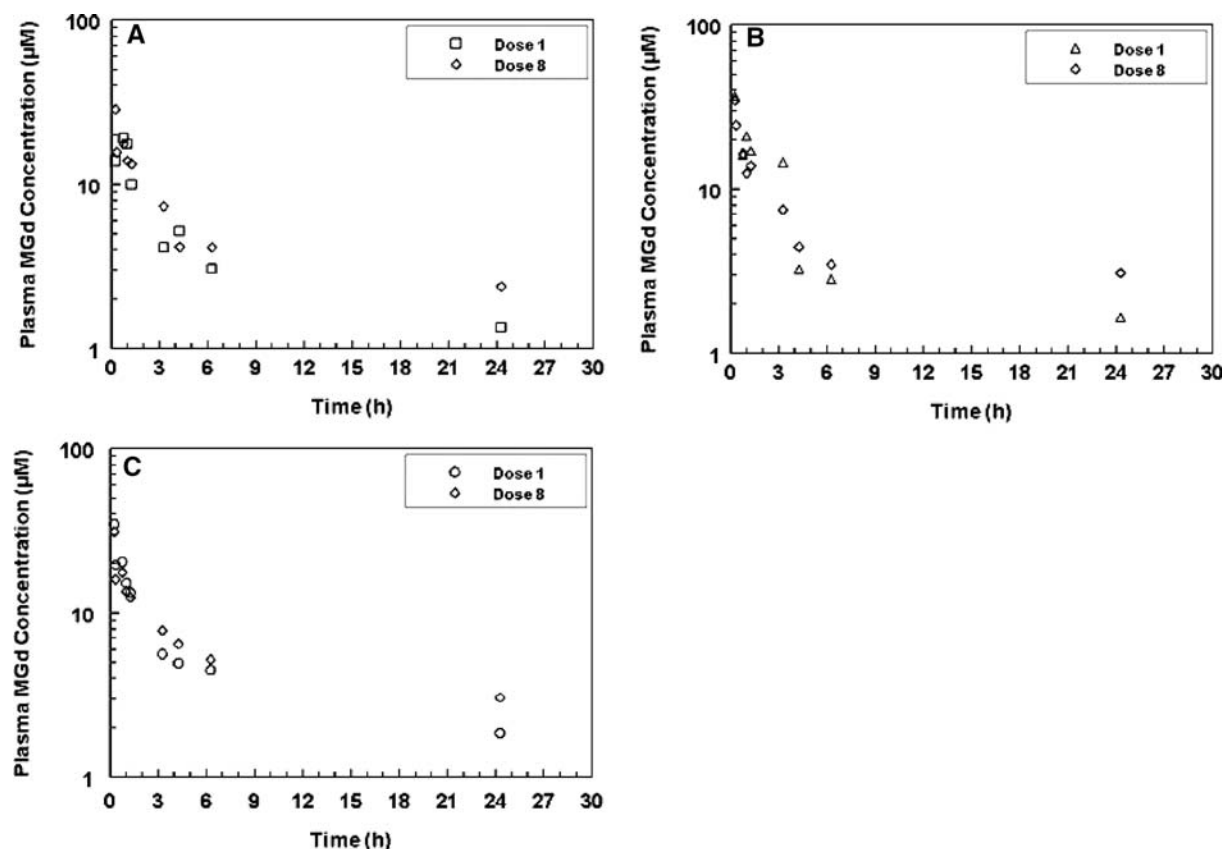 A
Plasma MGd Concentration (µM)
100
10
1
Dose 1
Dose 8
0 3 6 9 12 15 18 21 24 27 30
Time (h)
B
Plasma MGd Concentration (µM)
100
10
1
Dose 1
Dose 8
0 3 6 9 12 15 18 21 24 27 30
Time (h)
C
Plasma MGd Concentration (µM)
100
10
1
Dose 1
Dose 8
0 3 6 9 12 15 18 21 24 27 30
Time (h)